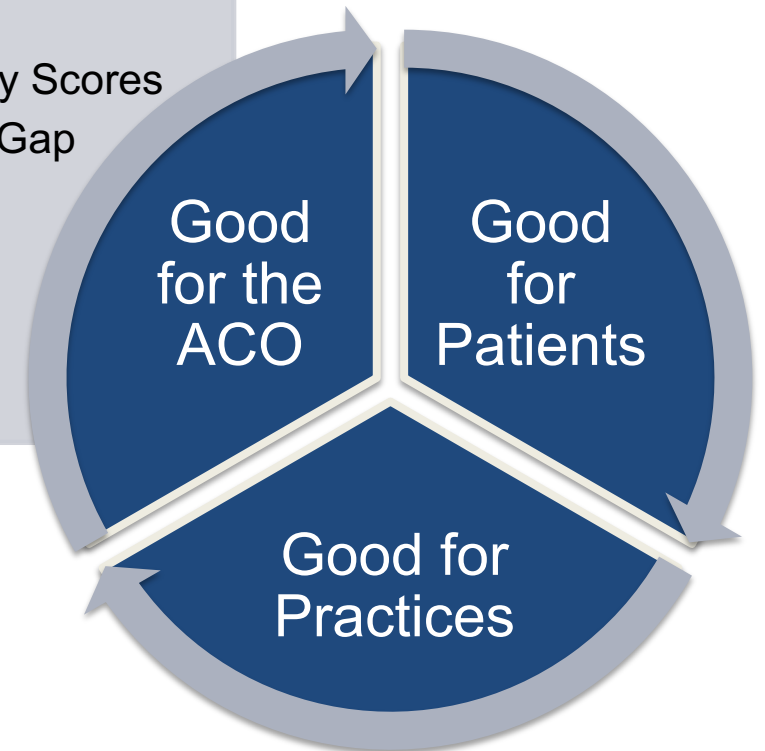 y Scores
Gap
Good
for the
ACO
Good
for
Patients
Good for
Practices